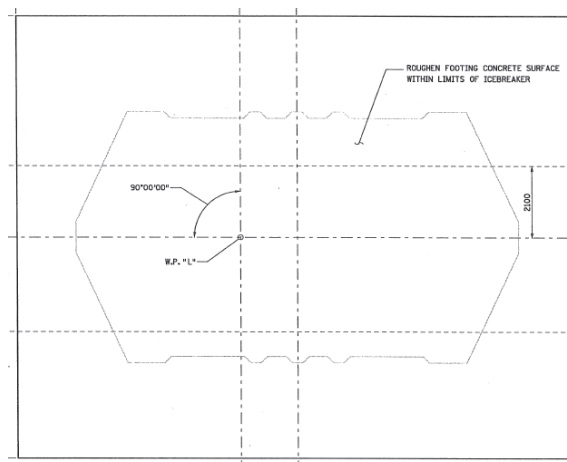 ROUGHEN FOOTING CONCRETE SURFACE
WITHIN LIMITS OF ICEBREAKER
90°00'00"
2100
W.P. "L"